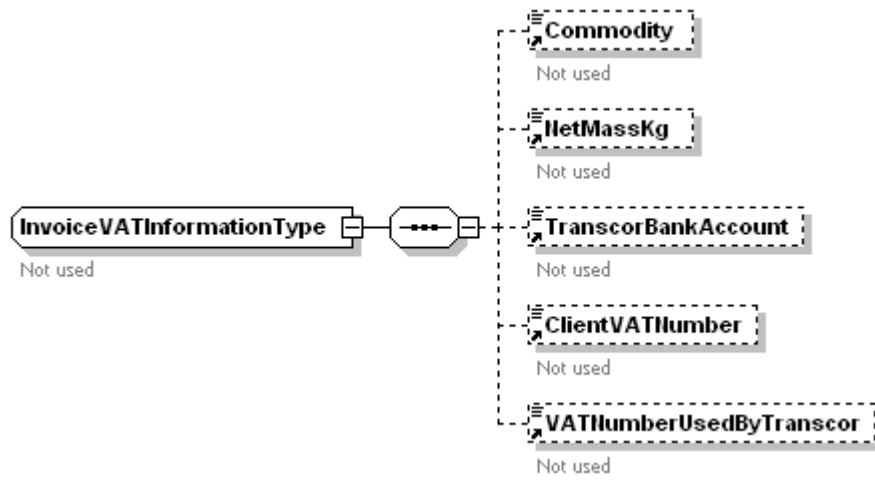 Commodity
Not used
NetMassKg
Not used
InvoiceVATInformationType
Not used
TranscorBankAccount
Not used
ClientVATNumber
Not used
VATNumberUsedByTranscor
Not used